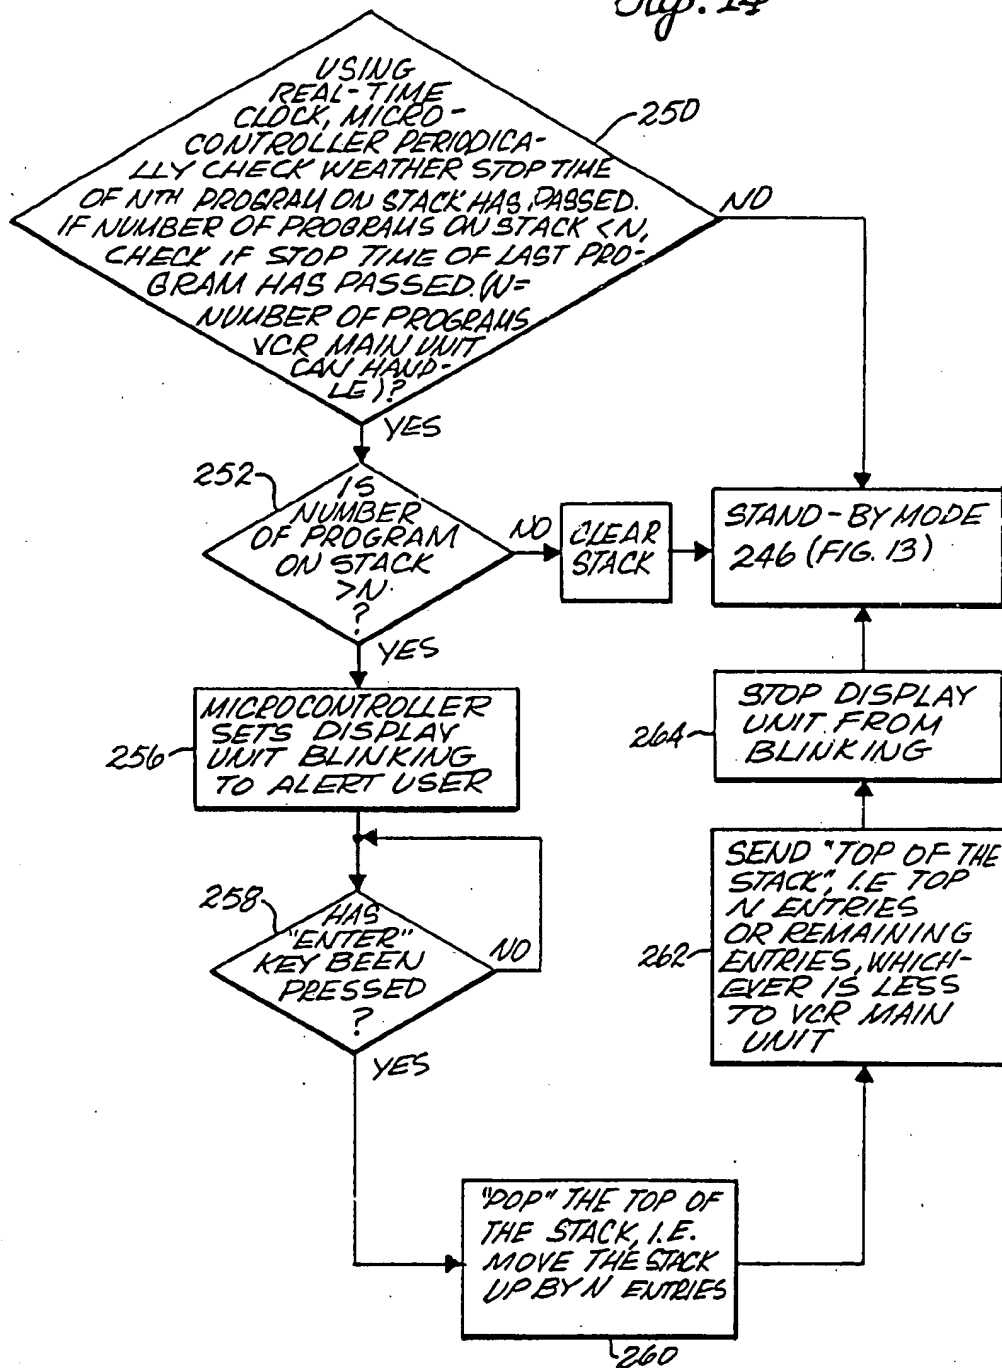 Fig. 14
USING
REAL-TIME
CLOCK, MICRO-
CONTROLLER PERIODICA-
LLY CHECK WEATHER STOP TIME
OF NTH PROGRAM ON STACK HAS PASSED.
IF NUMBER OF PROGRAMS ON STACK <N,
CHECK IF STOP TIME OF LAST PRO-
GRAM HAS PASSED. (N=
NUMBER OF PROGRAMS
VCR MAIN UNIT
CAN HAND-
LE)?
250
NO
YES
252
IS
NUMBER
OF PROGRAM
ON STACK
>N
?
NO
CLEAR
STACK
STAND-BY MODE
246 (FIG. 13)
YES
256
MICROCONTROLLER
SETS DISPLAY
UNIT BLINKING
TO ALERT USER
264
STOP DISPLAY
UNIT FROM
BLINKING
258
HAS
"ENTER"
KEY BEEN
PRESSED
?
NO
YES
262
SEND "TOP OF THE
STACK", I.E TOP
N ENTRIES
OR REMAINING
ENTRIES, WHICH-
EVER IS LESS
TO VCR MAIN
UNIT
"POP" THE TOP OF
THE STACK, I.E.
MOVE THE STACK
UP BY N ENTRIES
260